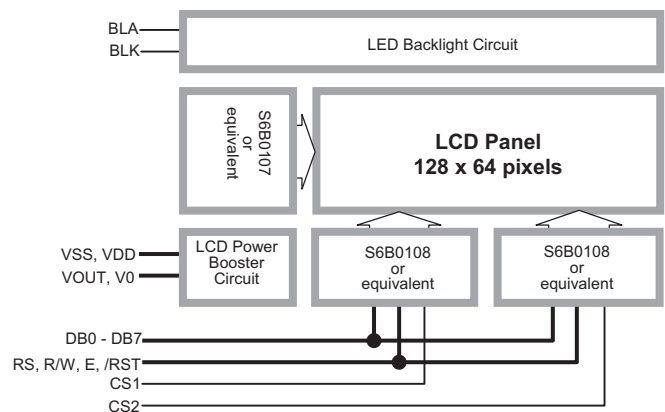 BLA
BLK
LED Backlight Circuit
S6B0107
or
equivalent
LCD Panel
128 x 64 pixels
VSS, VDD
VOUT, V0
LCD Power
Booster
Circuit
S6B0108
or
equivalent
S6B0108
or
equivalent
DB0 - DB7
RS, R/W, E, /RST
CS1
CS2